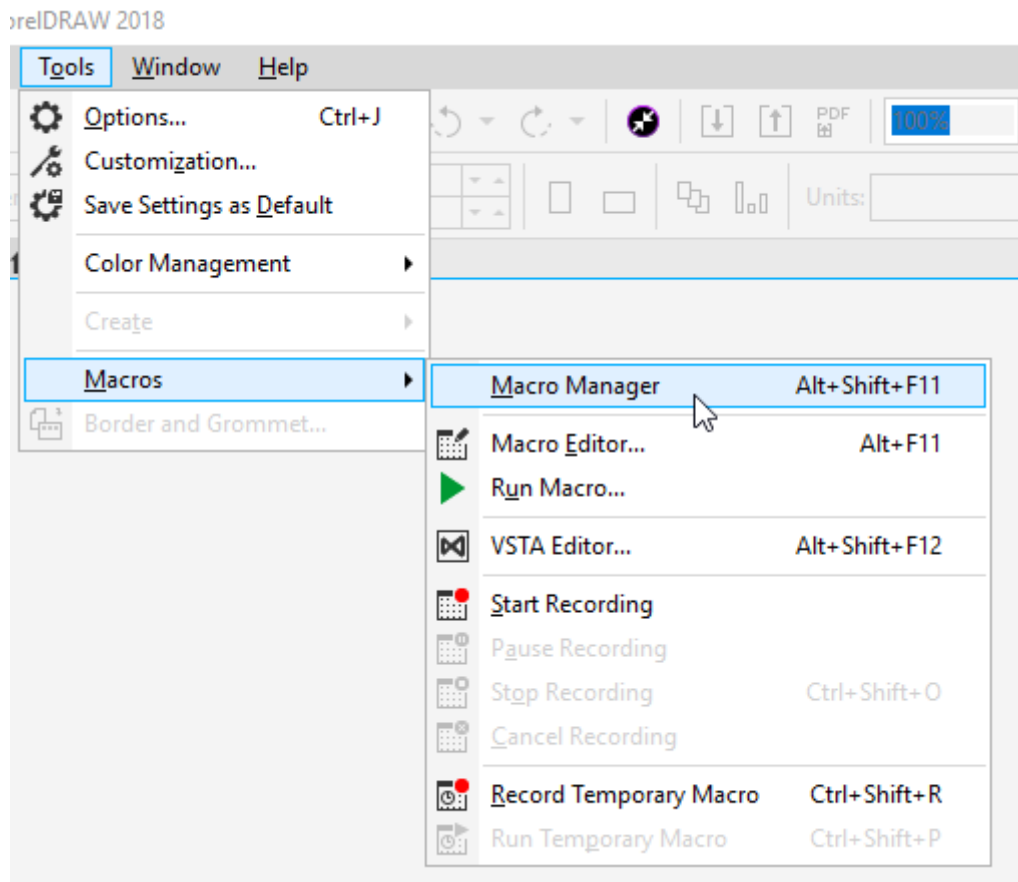 orelDRAW 2018
Tools Window Help
Options... Ctrl+J
PDF
100%
Customization...
Save Settings as Default
Units:
Color Management
Create
Macros
Macro Manager Alt+Shift+F11
Border and Grommet...
Macro Editor... Alt+F11
Run Macro...
VSTA Editor... Alt+Shift+F12
Start Recording
Pause Recording
Stop Recording Ctrl+Shift+O
Cancel Recording
Record Temporary Macro Ctrl+Shift+R
Run Temporary Macro Ctrl+Shift+P